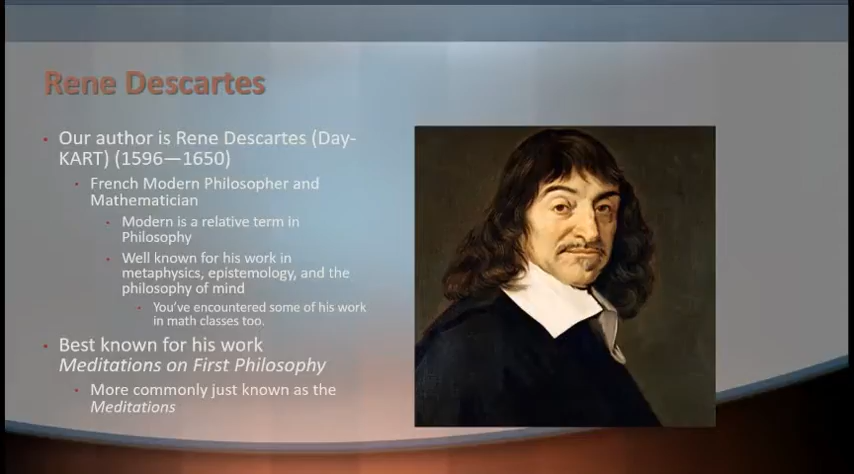 Rene Descartes
Our author is Rene Descartes (Day-
KART) (1596—1650)
French Modern Philosopher and
Mathematician
Modern is a relative term in
Philosophy
Well known for his work in
metaphysics, epistemology, and the
philosophy of mind
You've encountered some of his work
in math classes too.
Best known for his work
Meditations on First Philosophy
More commonly just known as the
Meditations